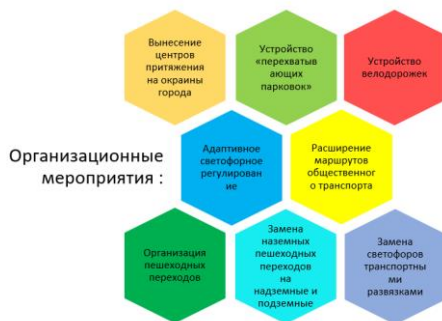 Вынесение
центров
притяжения
на окраины
города
Устройство
«перехватыв
ающих
парковок»
Устройство
велодорожек
Организационные
мероприятия :
Адаптивное
светофорное
регулирован
ие
Расширение
маршрутов
общественног
о транспорта
Организация
пешеходных
переходов
Замена
наземных
пешеходных
переходов
на
надземные и
подземные
Замена
светофоров
транспортны
ми
развязками